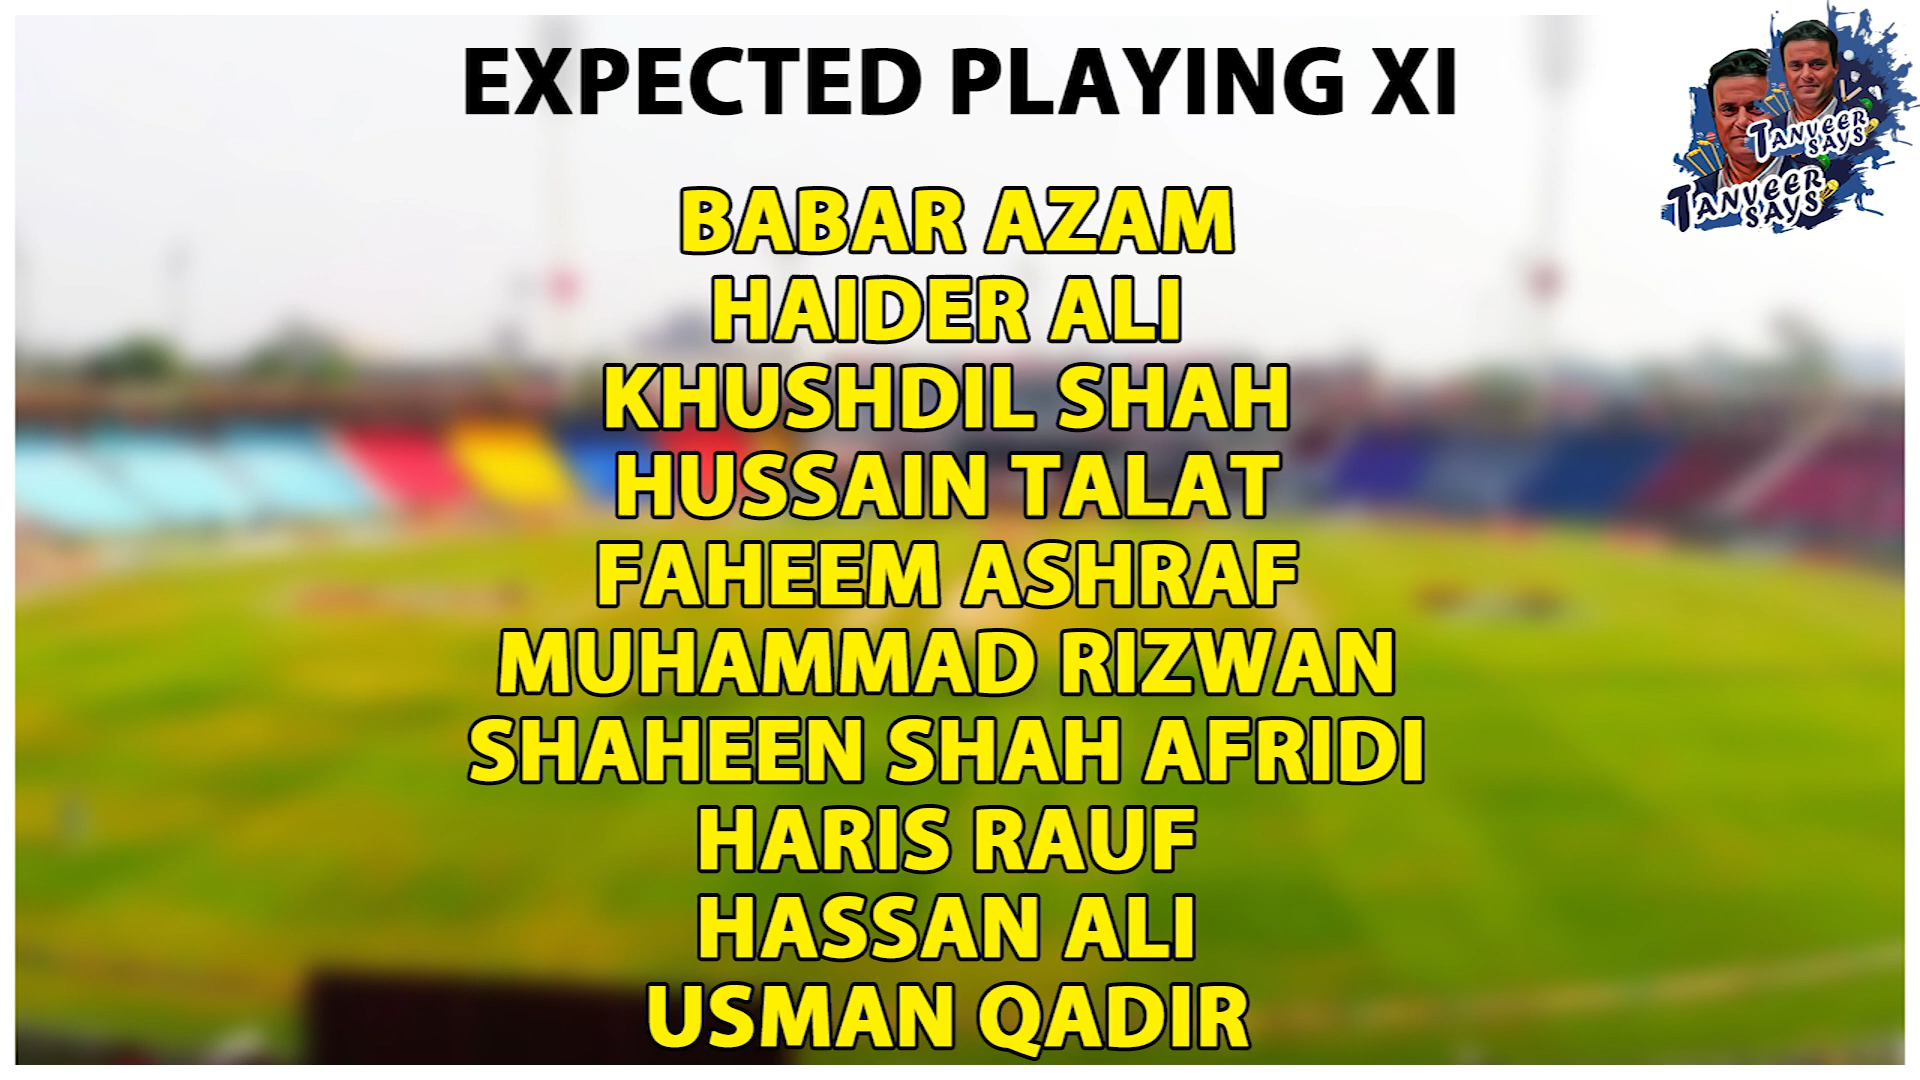 EXPECTED PLAYING XI
TANVEER
SAYS
TANVEER
SAYS
BABAR AZAM
HAIDER ALI
KHUSHDIL SHAH
HUSSAIN TALAT
FAHEEM ASHRAF
MUHAMMAD RIZWAN
SHAHEEN SHAH AFRIDI
HARIS RAUF
HASSAN ALI
USMAN QADIR